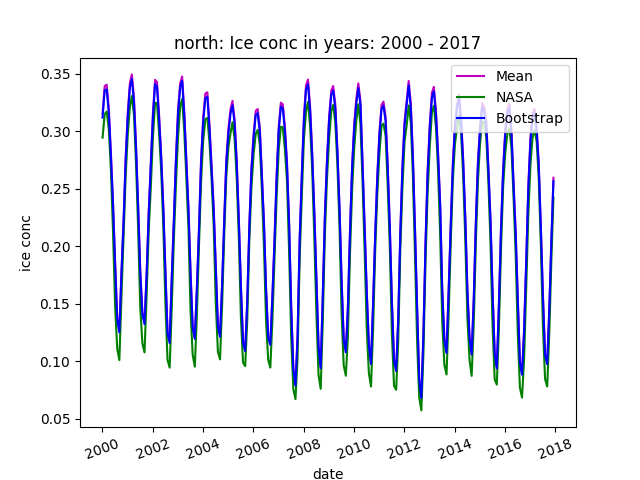 north: Ice conc in years: 2000 - 2017
Mean
NASA
Bootstrap
ice conc
0.35
0.30
0.25
0.20
0.15
0.10
0.05
2000 2002 2004 2006 2008 2010 2012 2014 2016 2018
date